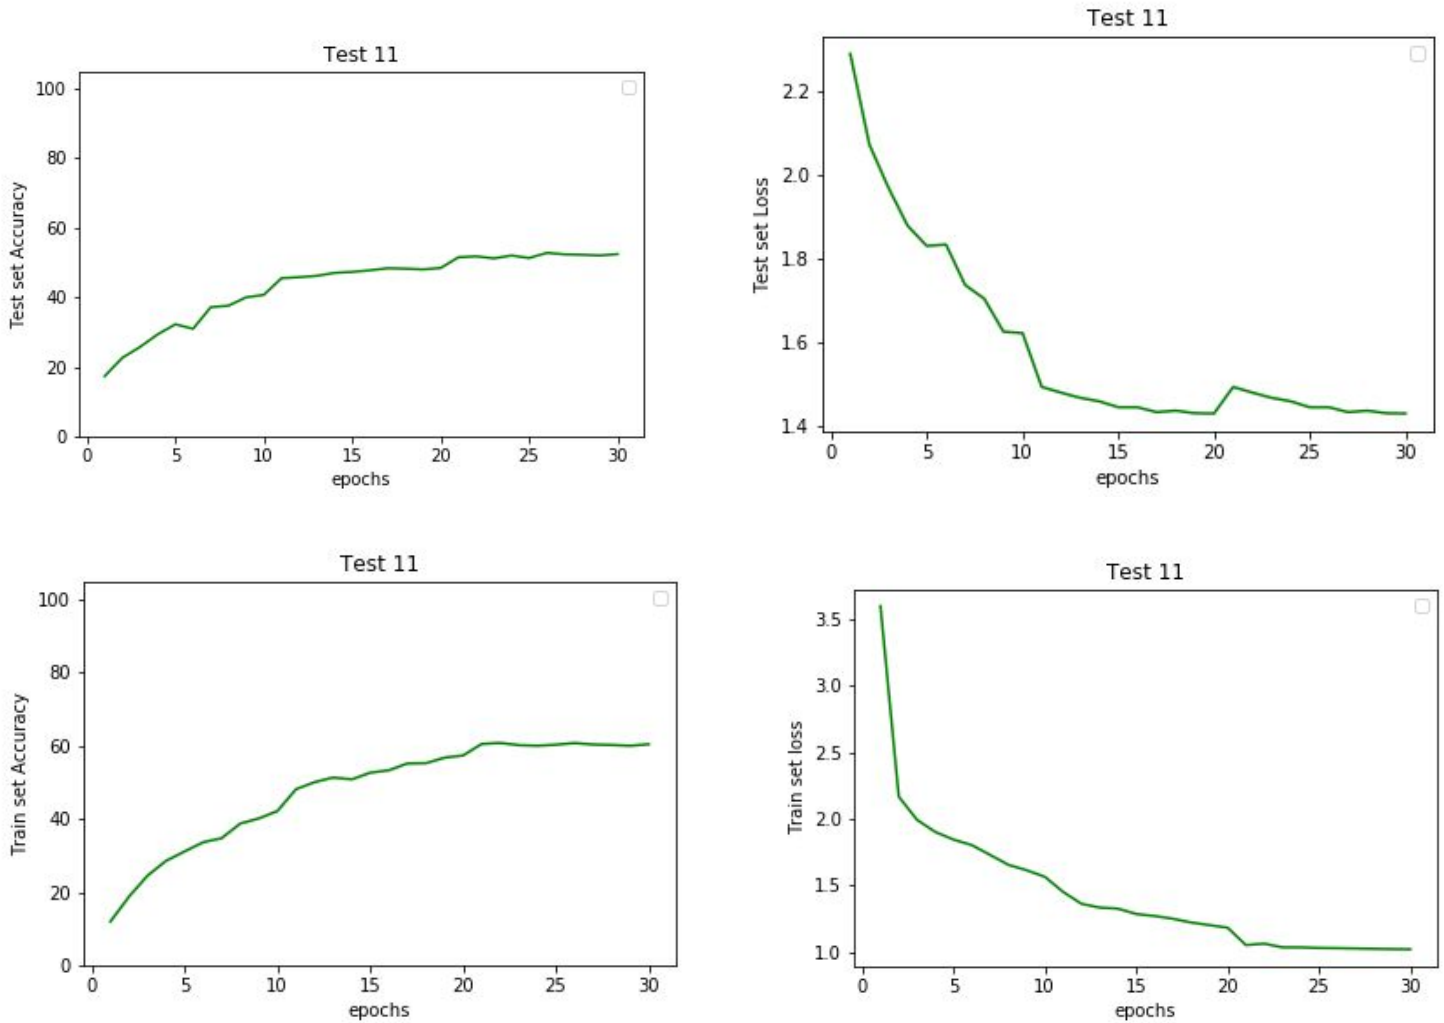 Test 11
100
80
60
40
20
0
Test set Accuracy
0 5 10 15 20 25 30
epochs
Test 11
2.2
2.0
1.8
1.6
1.4
Test set Loss
0 5 10 15 20 25 30
epochs
Test 11
100
80
60
40
20
0
Train set Accuracy
0 5 10 15 20 25 30
epochs
Test 11
3.5
3.0
2.5
2.0
1.5
1.0
Train set loss
0 5 10 15 20 25 30
epochs